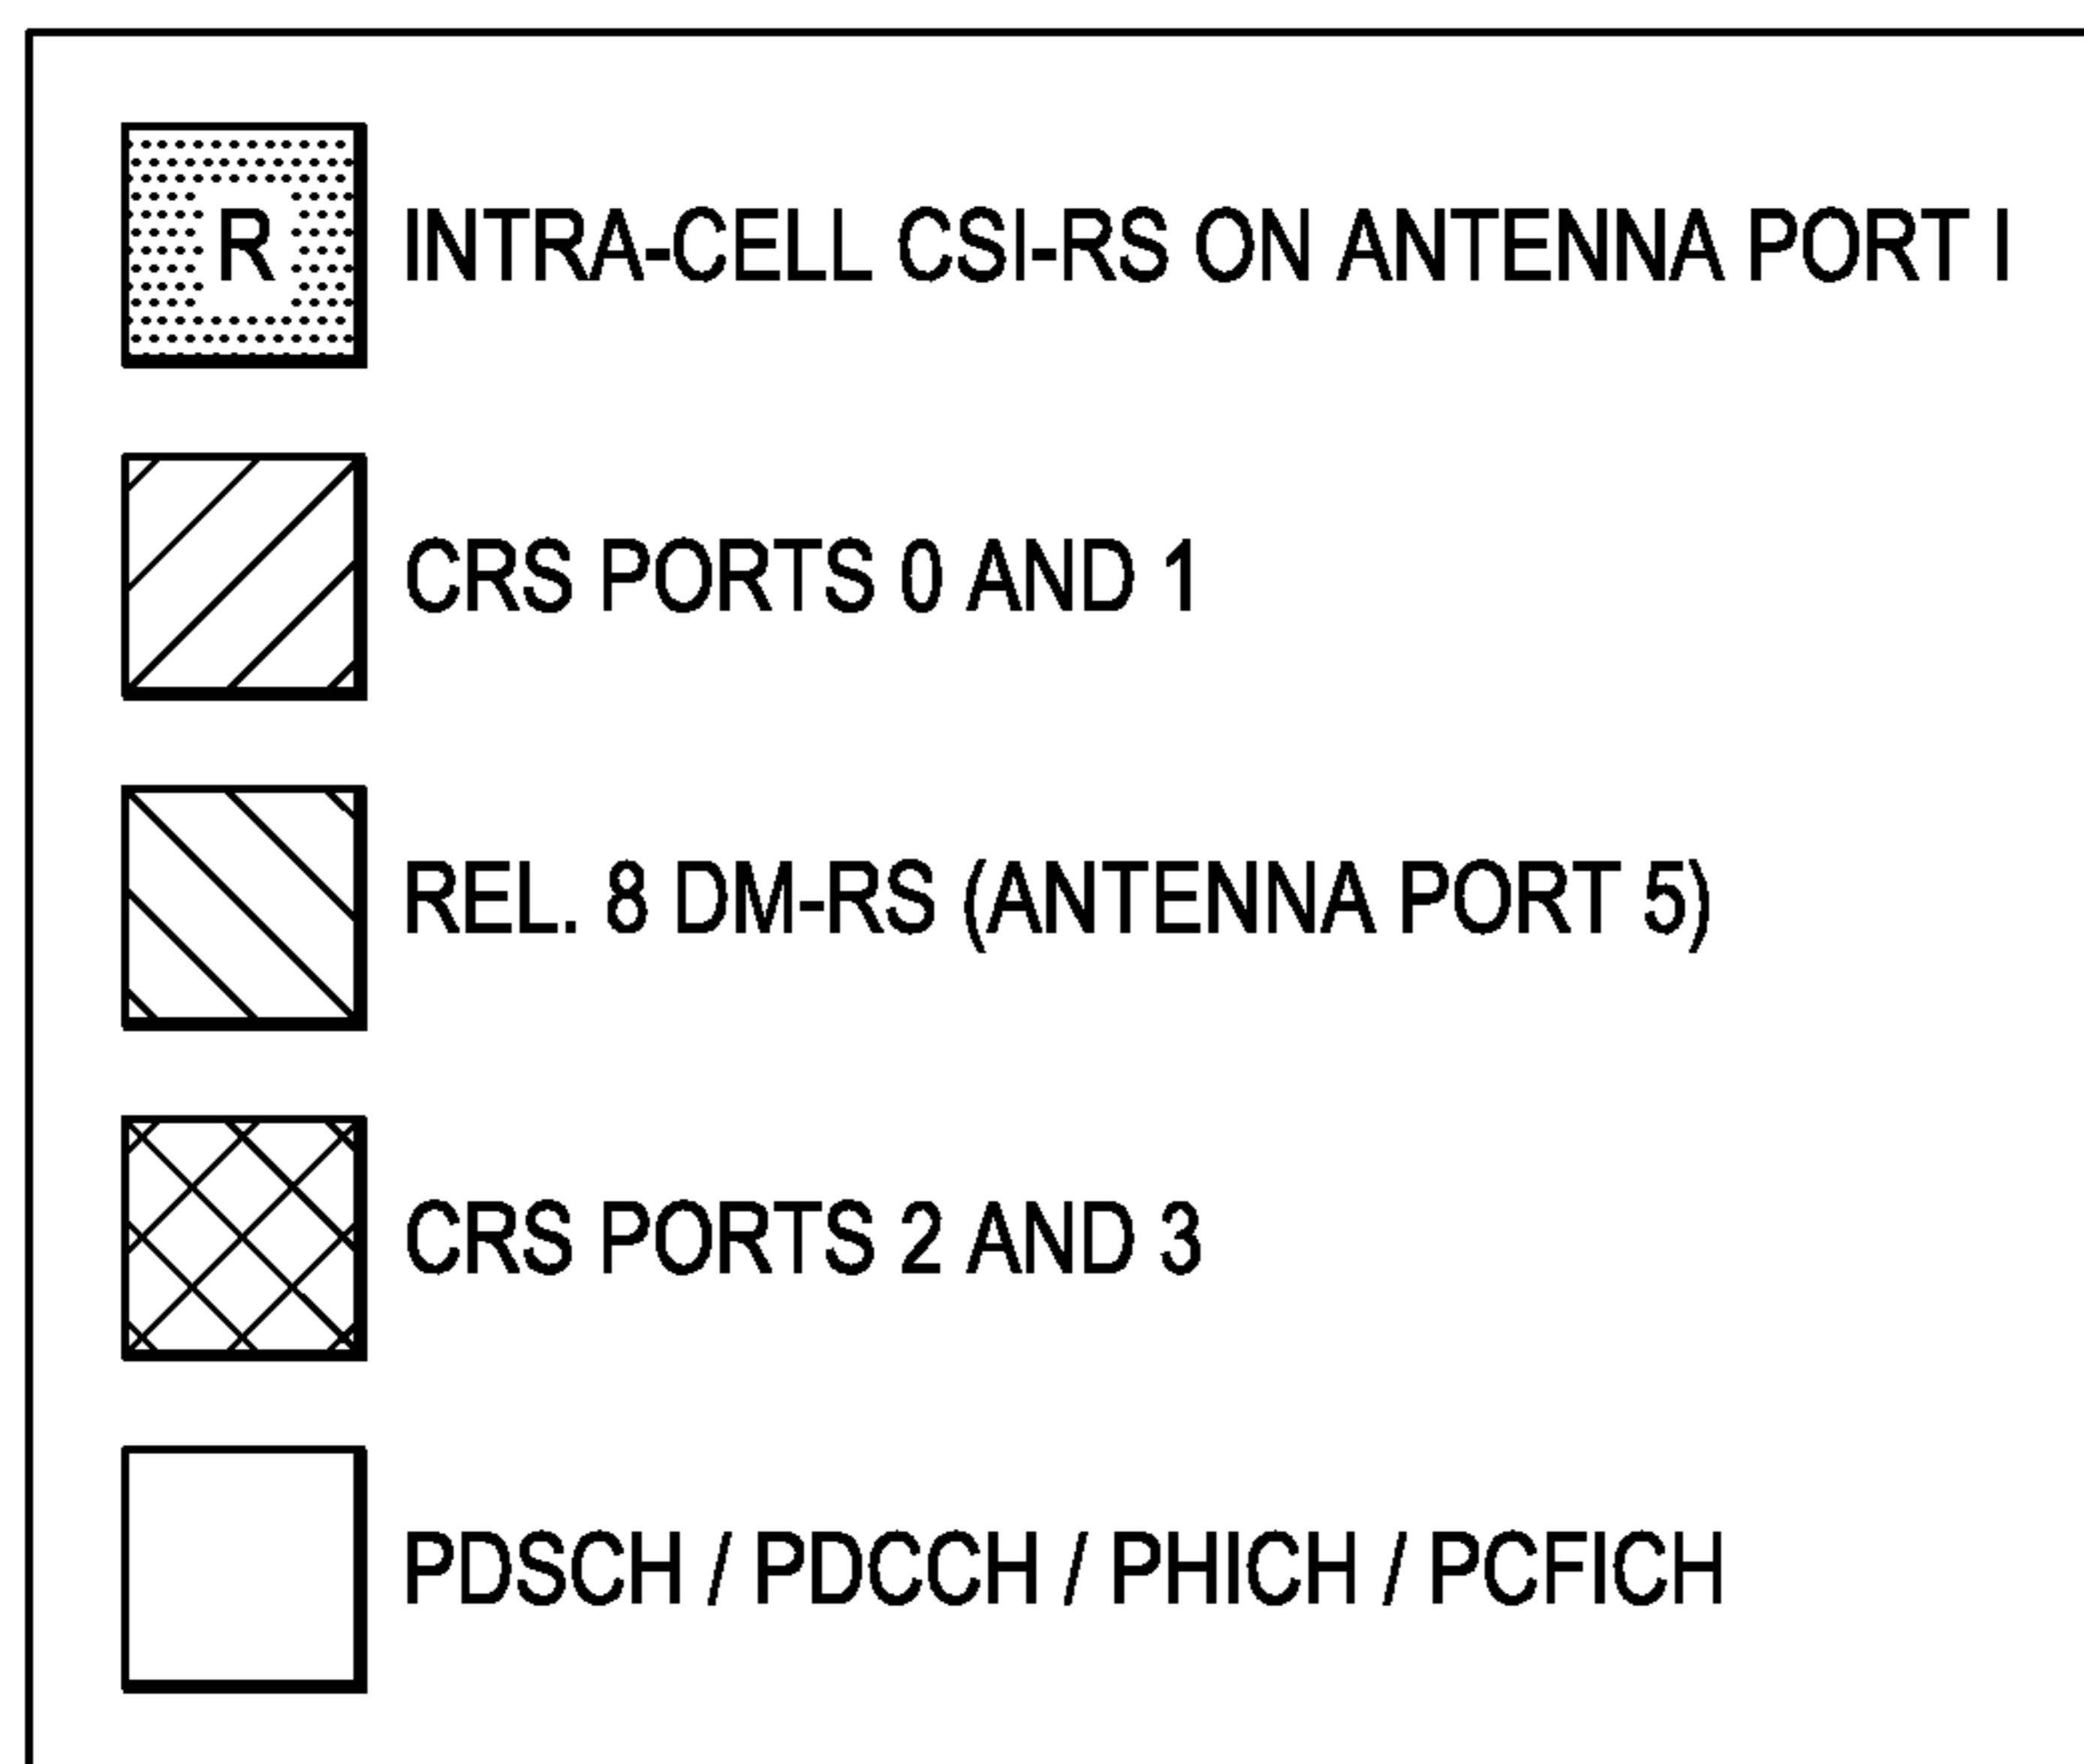 R INTRA-CELL CSI-RS ON ANTENNA PORT I
CRS PORTS 0 AND 1
REL. 8 DM-RS (ANTENNA PORT 5)
CRS PORTS 2 AND 3
PDSCH / PDCCH / PHICH / PCFICH